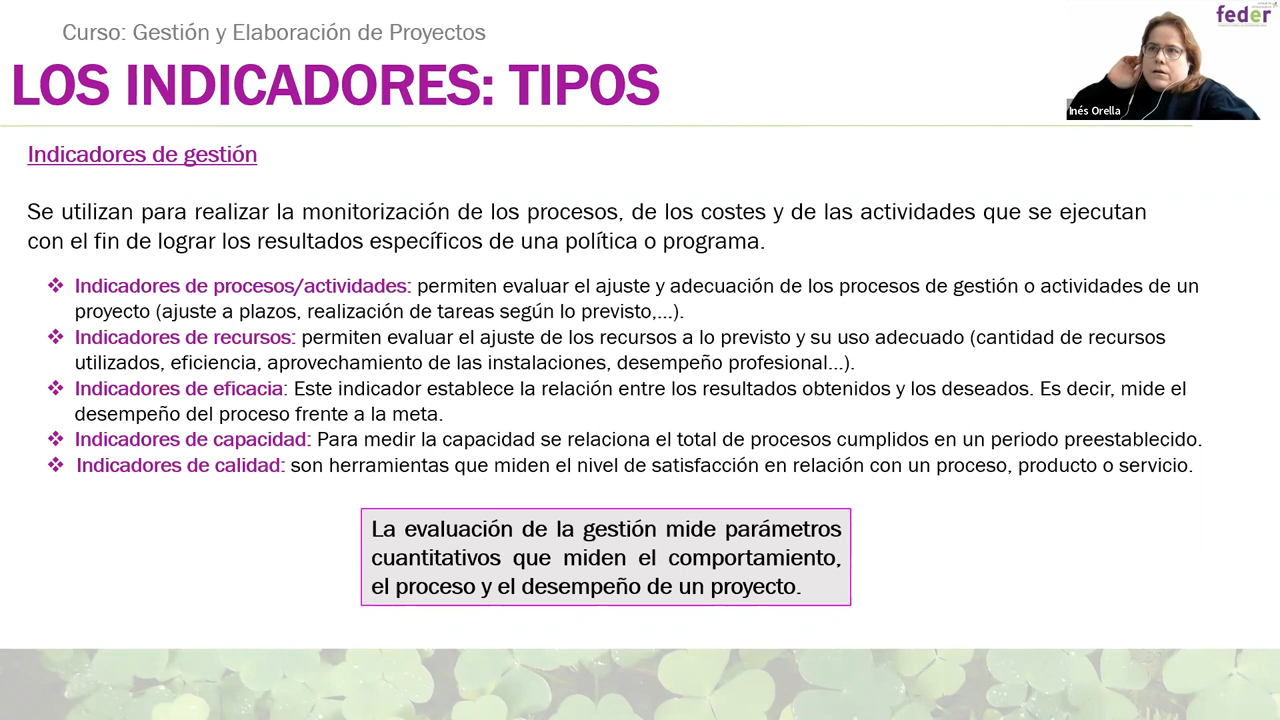 Curso: Gestión y Elaboración de Proyectos
feder
LOS INDICADORES: TIPOS
Inés Orella
Indicadores de gestión
Se utilizan para realizar la monitorización de los procesos, de los costes y de las actividades que se ejecutan
con el fin de lograr los resultados específicos de una política o programa.
❖ Indicadores de procesos/actividades: permiten evaluar el ajuste y adecuación de los procesos de gestión o actividades de un
proyecto (ajuste a plazos, realización de tareas según lo previsto,...).
❖ Indicadores de recursos: permiten evaluar el ajuste de los recursos a lo previsto y su uso adecuado (cantidad de recursos
utilizados, eficiencia, aprovechamiento de las instalaciones, desempeño profesional...).
❖ Indicadores de eficacia: Este indicador establece la relación entre los resultados obtenidos y los deseados. Es decir, mide el
desempeño del proceso frente a la meta.
❖ Indicadores de capacidad: Para medir la capacidad se relaciona el total de procesos cumplidos en un periodo preestablecido.
❖ Indicadores de calidad: son herramientas que miden el nivel de satisfacción en relación con un proceso, producto o servicio.
La evaluación de la gestión mide parámetros
cuantitativos que miden el comportamiento,
el proceso y el desempeño de un proyecto.